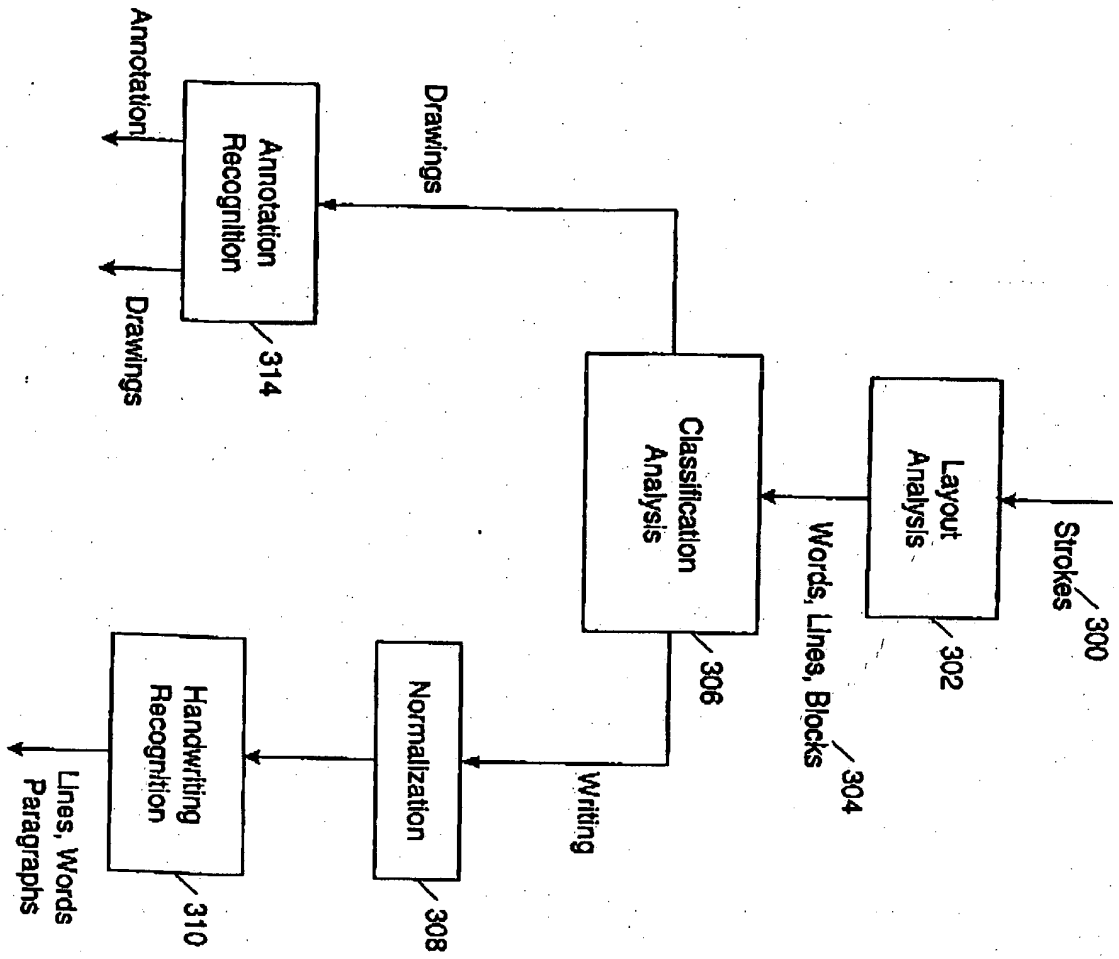 300
Strokes
Layout
Analysis
302
Words, Lines, Blocks
304
Classification
Analysis
306
Drawings
Writing
Annotation
Recognition
314
Normalization
308
Annotation
Drawings
Handwriting
Recognition
310
Lines, Words
Paragraphs